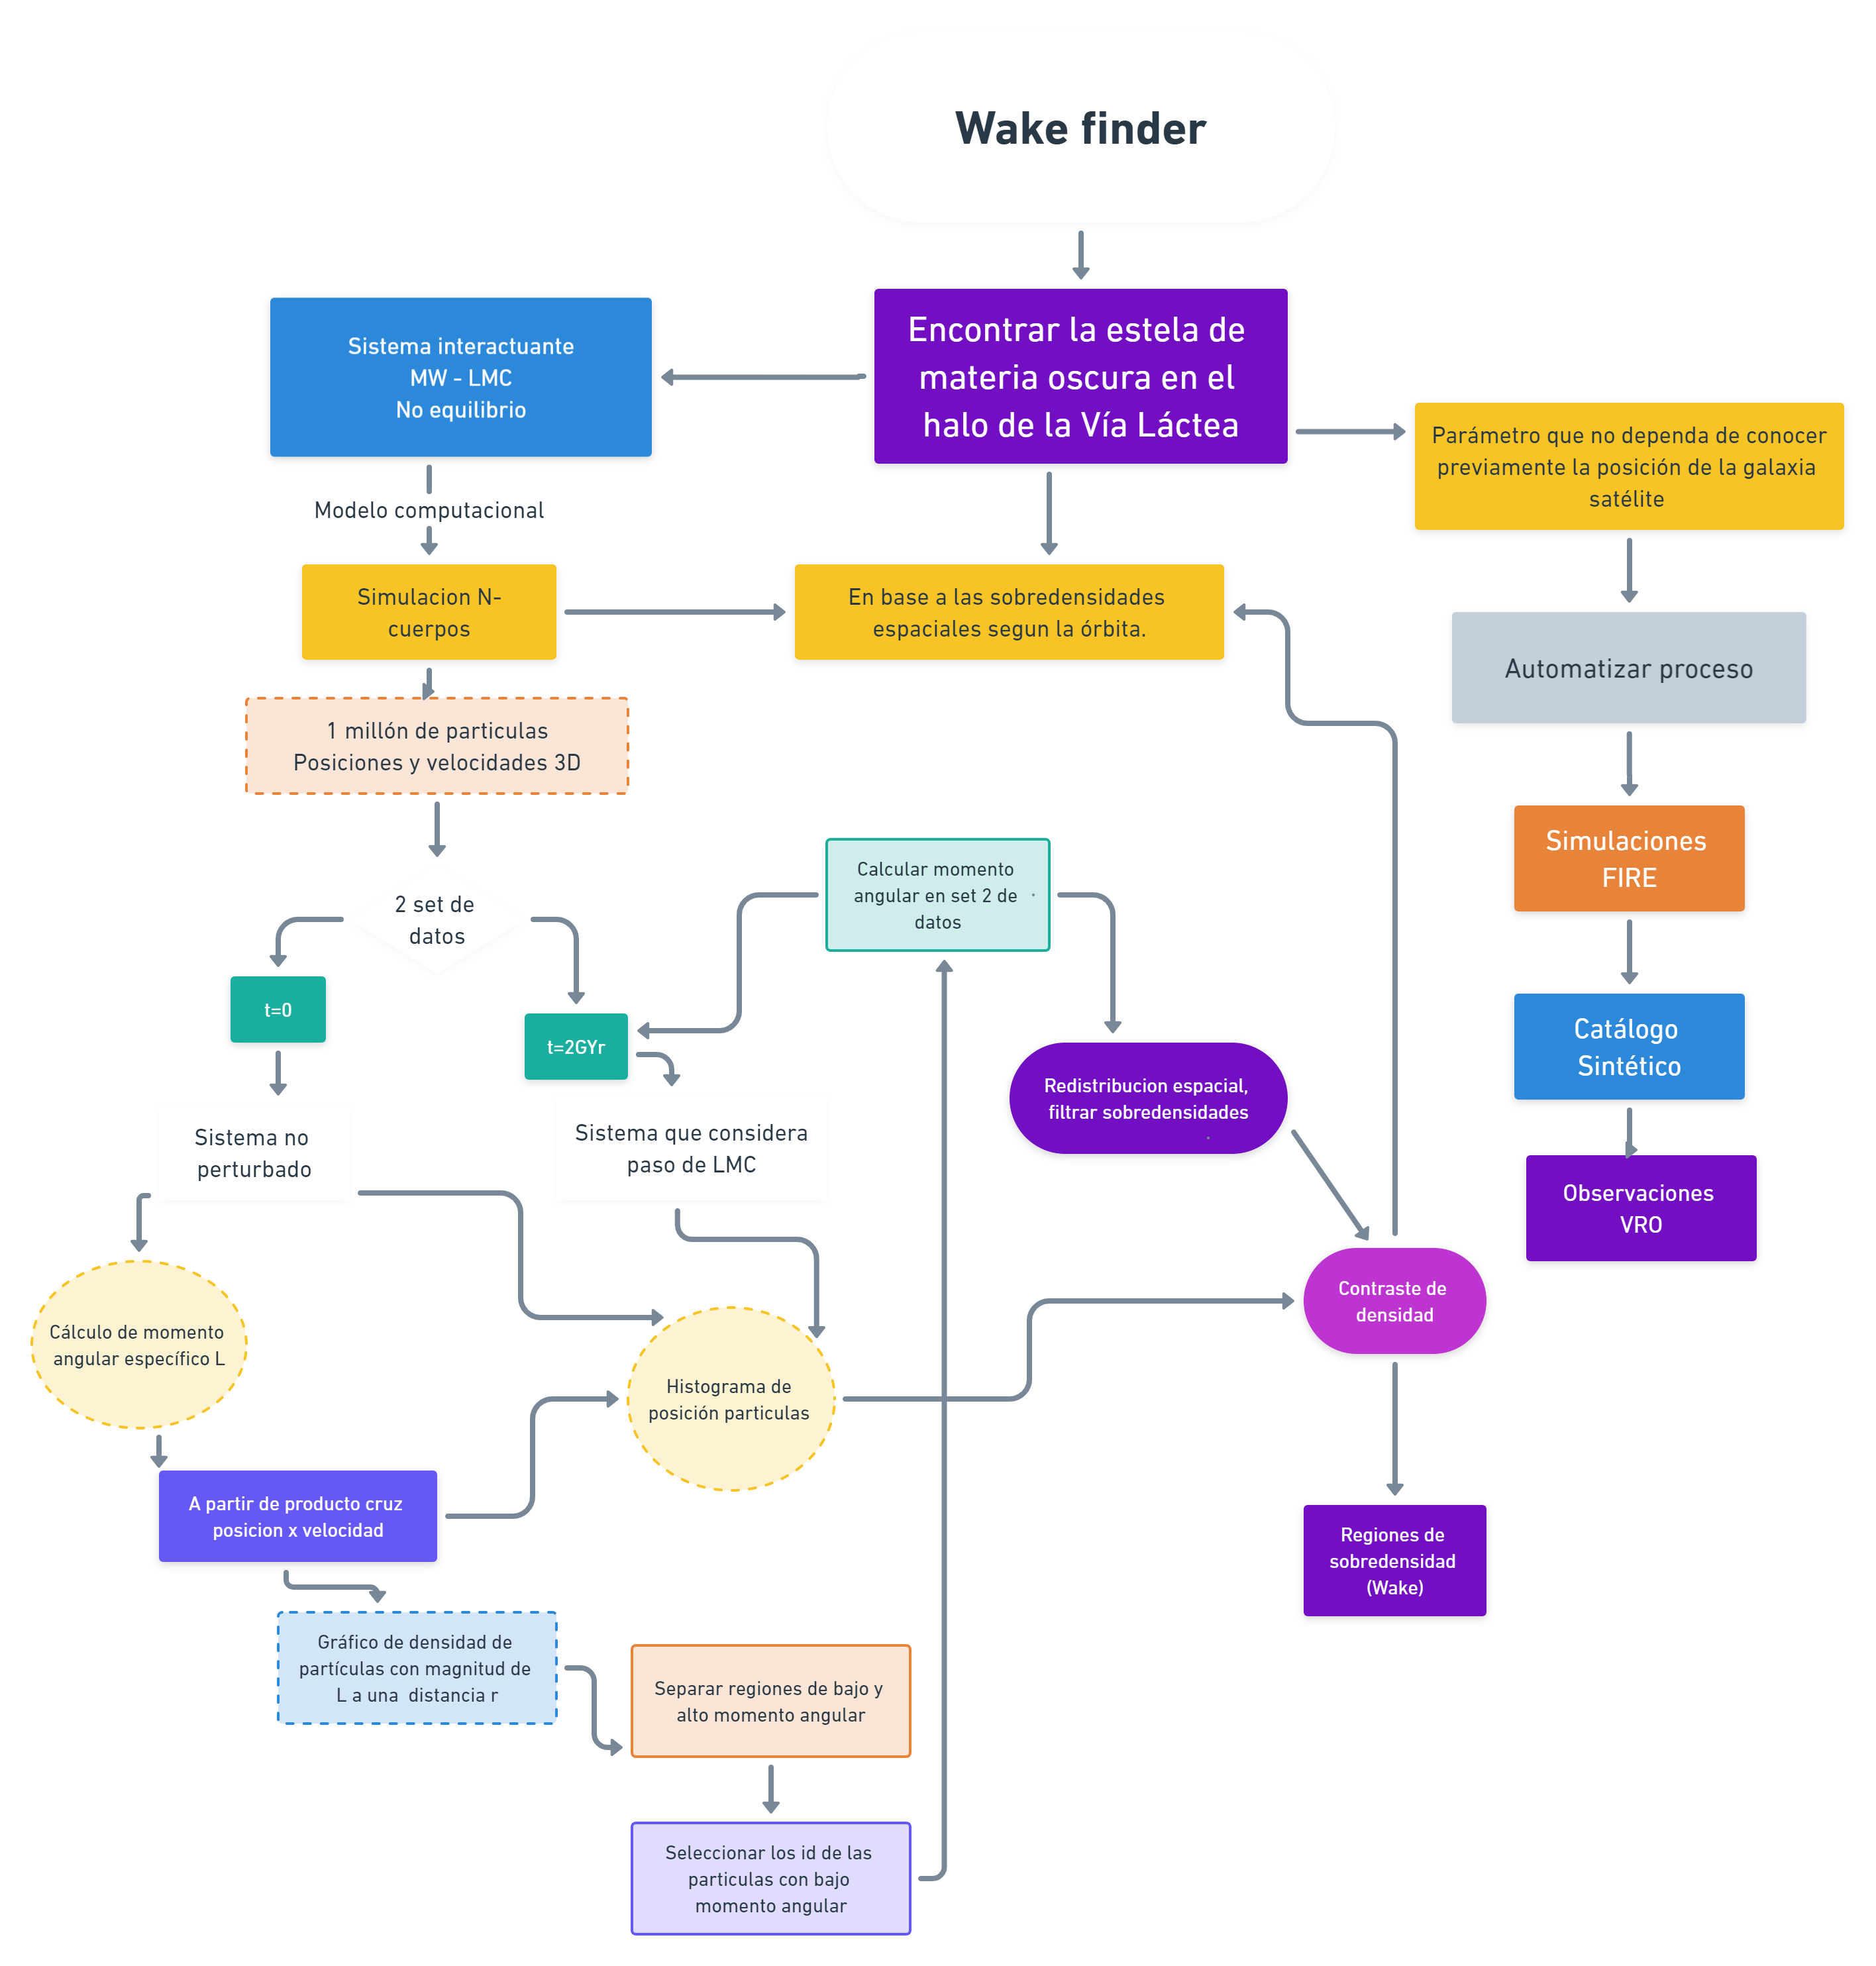 Wake finder
Encontrar la estela de
materia oscura en el
halo de la Vía Láctea
Sistema interactuante
MW - LMC
No equilibrio
Modelo computacional
Parámetro que no dependa de conocer
previamente la posición de la galaxia
satélite
Simulacion N-
cuerpos
En base a las sobredensidades
espaciales segun la órbita.
Automatizar proceso
1 millón de particulas
Posiciones y velocidades 3D
Simulaciones
FIRE
2 set de
datos
Calcular momento
angular en set 2 de
datos
t=0
t=2GYr
Catálogo
Sintético
Redistribucion espacial,
filtrar sobredensidades
Sistema no
perturbado
Sistema que considera
paso de LMC
Observaciones
VRO
Contraste de
densidad
Cálculo de momento
angular específico L
Histograma de
posición particulas
A partir de producto cruz
posicion x velocidad
Regiones de
sobredensidad
(Wake)
Gráfico de densidad de
partículas con magnitud de
L a una distancia r
Separar regiones de bajo y
alto momento angular
Seleccionar los id de las
particulas con bajo
momento angular